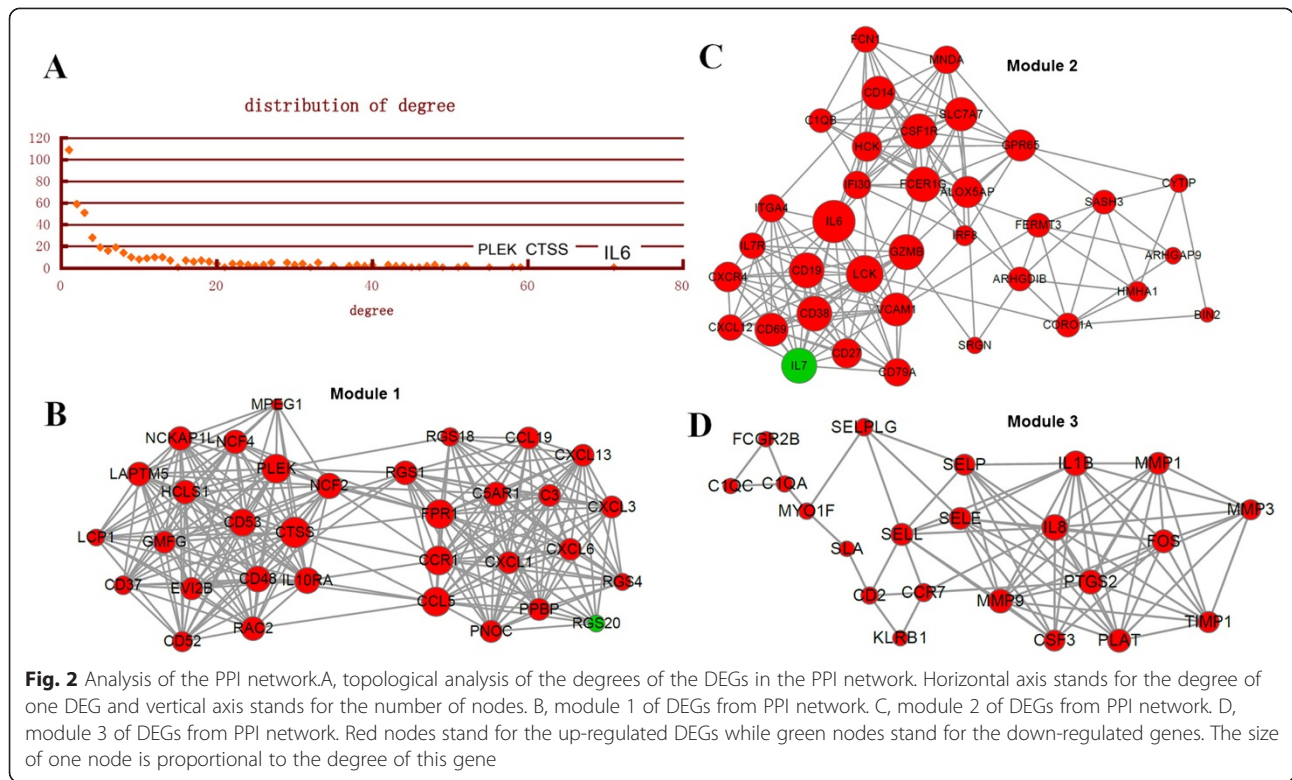 A
distribution of degree
120
100
80
60
40
20
0
PLEK CTSS IL6
0 20 40 60 80
degree
C
Module 2
FCN1
MNDA
CD14
SLC7A7
C1QB
CSF1R
HCK
GPR65
IFI30
FCER1G
ALOX5AP
CYTIP
SASH3
ITGA4
IL6
FERMT3
IRF8
IL7R
GZMB
ARHGAP9
CXCR4
CD19
LCK
ARHGDIB
HMHA1
CD38
VCAM1
BIN2
CXCL12
CD69
CORO1A
SRGN
CD27
IL7
CD79A
B
Module 1
MPEG1
NCKAP1L
NCF4
RGS18
CCL19
CXCL13
LAPTM5
PLEK
RGS1
HCLS1
NCF2
C5AR1
C3
CXCL3
FPR1
CD53
CTSS
LCP1
GMFG
CXCL6
CCR1
CXCL1
CD37
EVI2B
CD48
IL10RA
RGS4
CCL5
PPBP
RGS20
RAC2
PNOC
CD52
D
Module 3
FCGR2B
SELPLG
SELP
IL1B
MMP1
C1QC
C1QA
MYO1F
MMP3
SELE
IL8
SELL
FOS
SLA
PTGS2
CD2
CCR7
MMP9
TIMP1
KLRB1
CSF3
PLAT
Fig. 2 Analysis of the PPI network.A, topological analysis of the degrees of the DEGs in the PPI network. Horizontal axis stands for the degree of
one DEG and vertical axis stands for the number of nodes. B, module 1 of DEGs from PPI network. C, module 2 of DEGs from PPI network. D,
module 3 of DEGs from PPI network. Red nodes stand for the up-regulated DEGs while green nodes stand for the down-regulated genes. The size
of one node is proportional to the degree of this gene